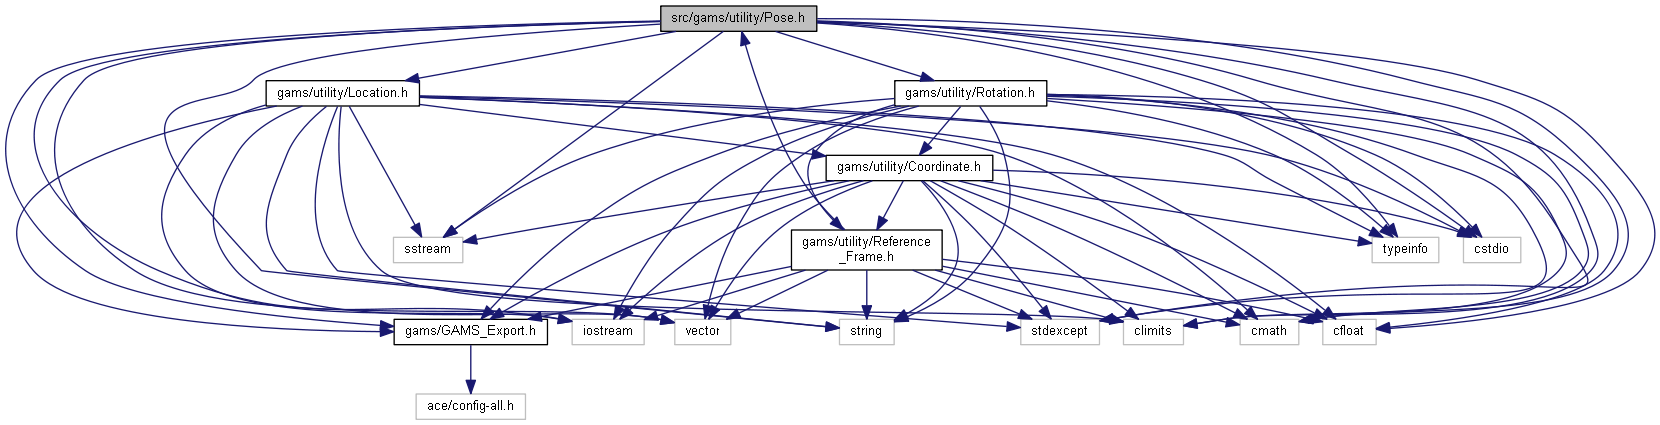 src/gams/utility/Pose.h
gams/utility/Location.h
gams/utility/Rotation.h
gams/utility/Coordinate.h
sstream
gams/utility/Reference
_Frame.h
typeinfo
cstdio
gams/GAMS_Export.h
iostream
vector
string
stdexcept
climits
cmath
cfloat
ace/config-all.h